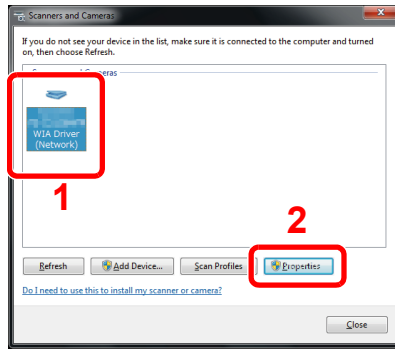 Scanners and Cameras
If you do not see your device in the list, make sure it is connected to the computer and turned
on, then choose Refresh.
WIA Driver
(Network)
1
2
Refresh
Add Device...
Scan Profiles
Properties
Do I need to use this to install my scanner or camera?
Close